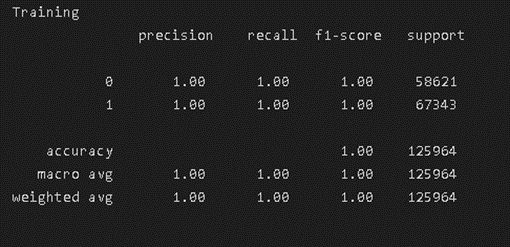 Training
precision recall f1-score support
0 1.00 1.00 1.00 58621
1 1.00 1.00 1.00 67343
accuracy 1.00 125964
macro avg 1.00 1.00 1.00 125964
weighted avg 1.00 1.00 1.00 125964